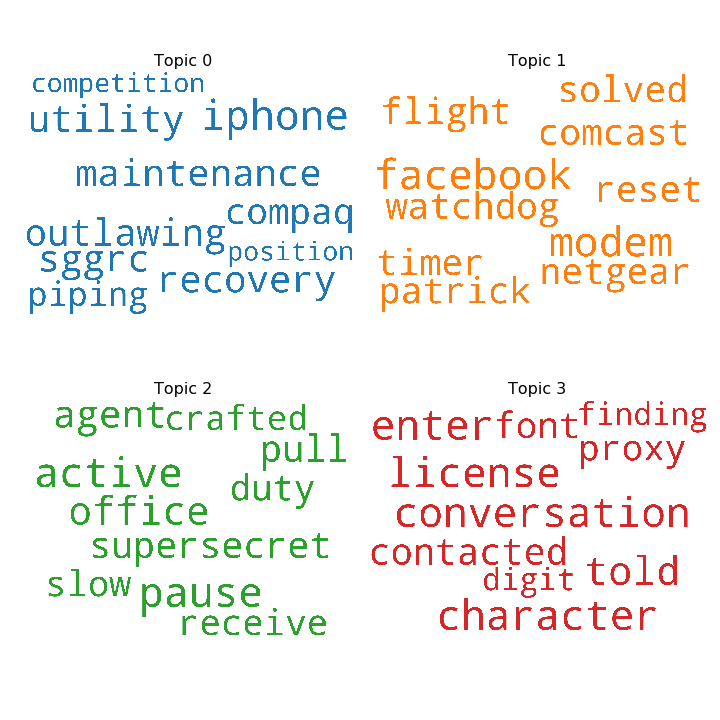 Topic 0
competition
utility iphone
maintenance
compaq
outlawing
position
sggrc
recovery
piping
Topic 1
solved
flight
comcast
facebook
reset
watchdog
modem
timer
netgear
patrick
Topic 2
agent crafted
pull
active
duty
office
supersecret
slow
pause
receive
Topic 3
finding
enter font
proxy
license
conversation
contacted
told
digit
character